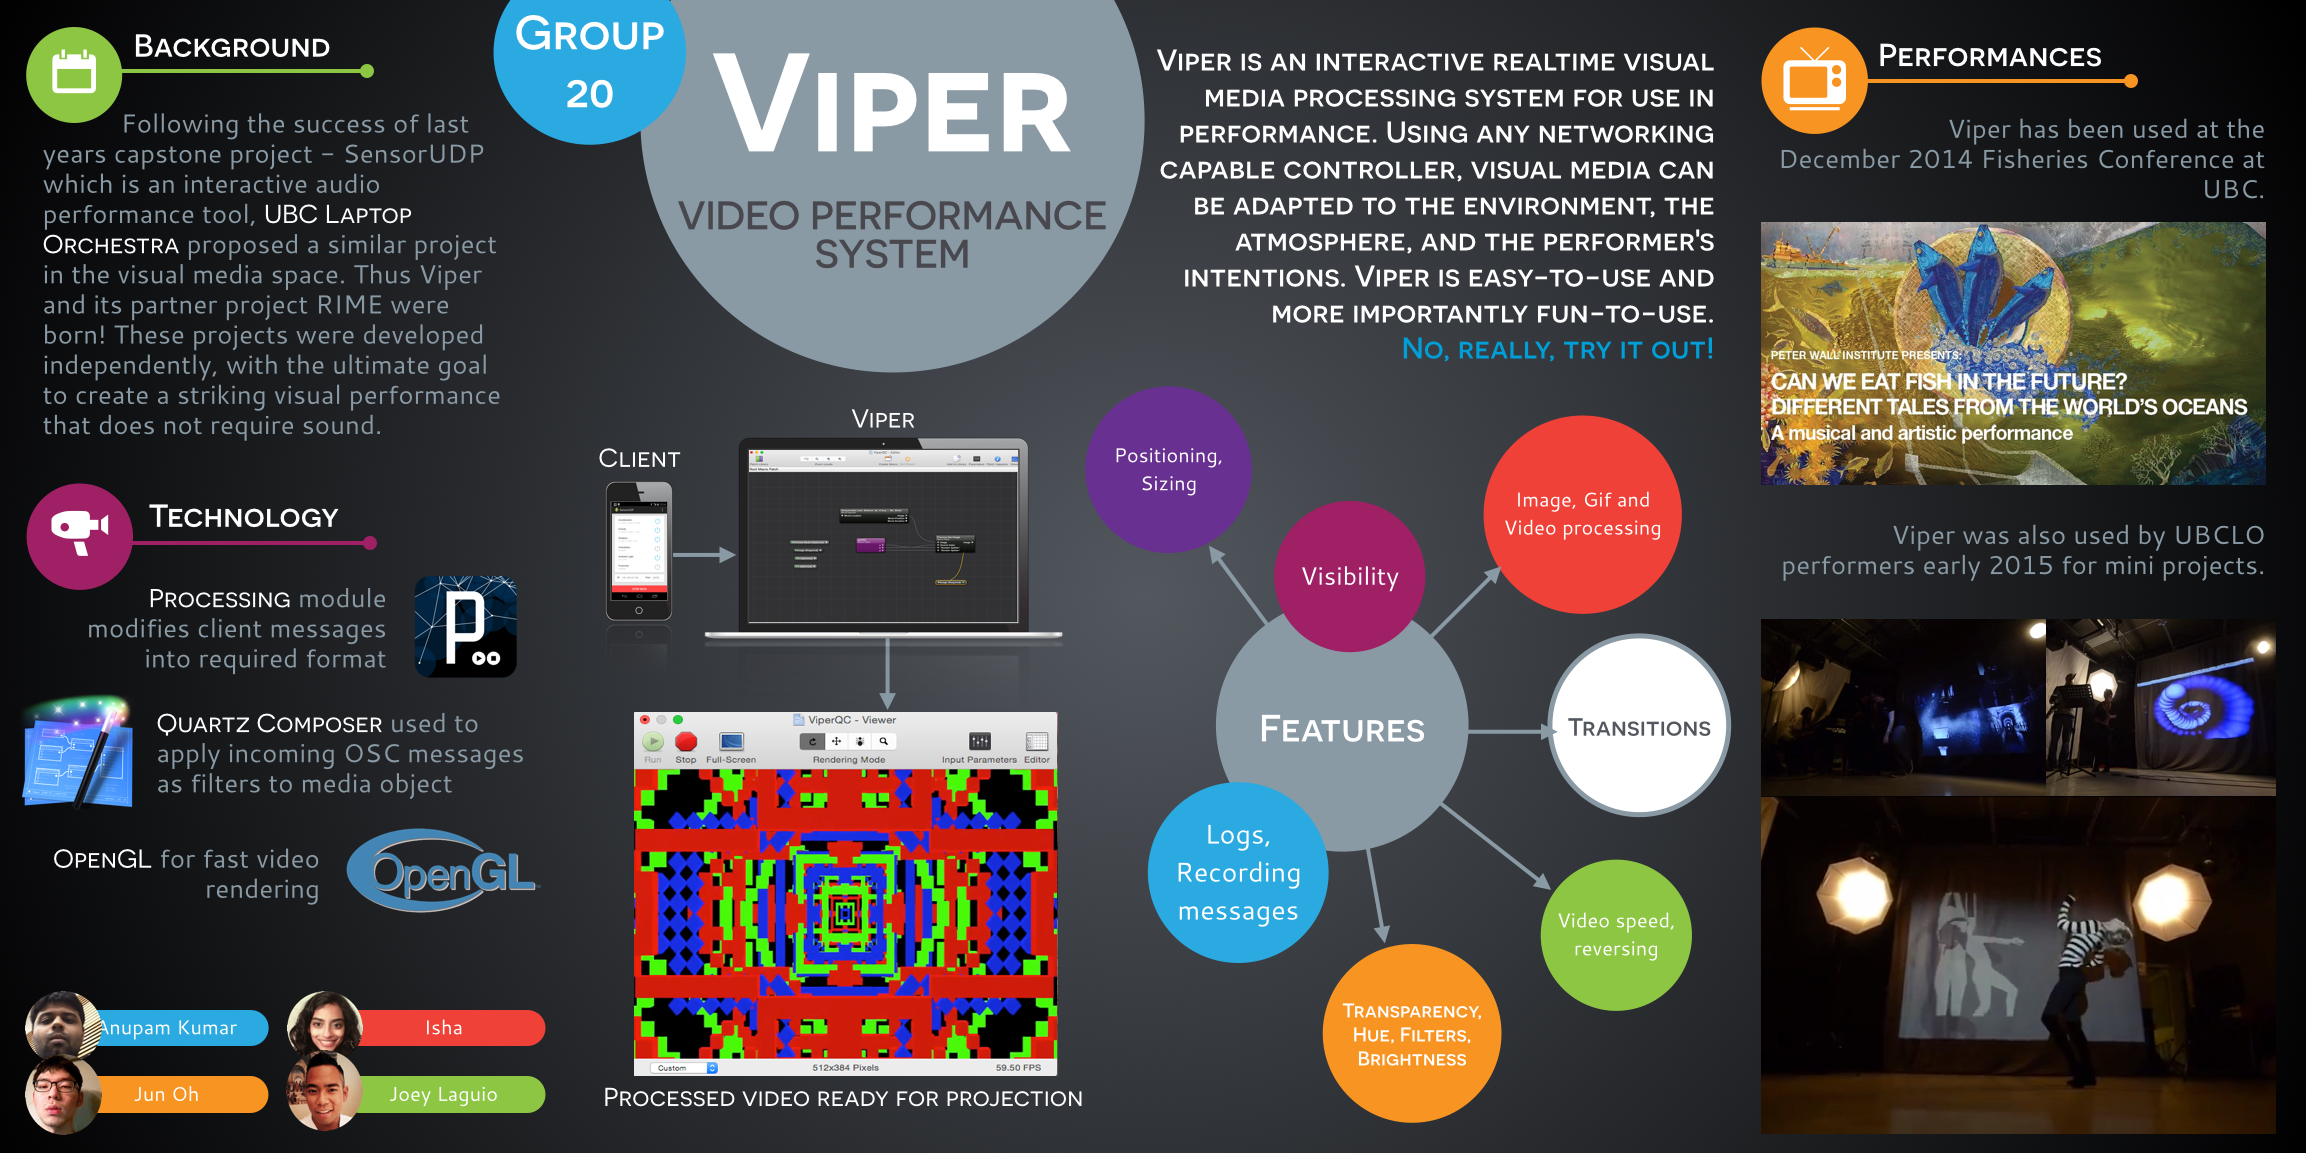 Background
Following the success of last
years capstone project – SensorUDP
which is an interactive audio
performance tool, UBC Laptop
Orchestra proposed a similar project
in the visual media space. Thus Viper
and its partner project RIME were
born! These projects were developed
independently, with the ultimate goal
to create a striking visual performance
that does not require sound.
Technology
Processing module
modifies client messages
into required format
P
Quartz Composer used to
apply incoming OSC messages
as filters to media object
OpenGL for fast video
rendering
OpenGL
Anupam Kumar
Isha
Jun Oh
Joey Laguio
Group
20
Viper
VIDEO PERFORMANCE
SYSTEM
Viper is an interactive realtime visual
media processing system for use in
performance. Using any networking
capable controller, visual media can
be adapted to the environment, the
atmosphere, and the performer's
intentions. Viper is easy-to-use and
more importantly fun-to-use.
No, really, try it out!
Client
Viper
ViperQC - Viewer
Run Stop Full-Screen Rendering Mode Input Parameters Editor
Custom 512x384 Pixels 59.50 FPS
Processed video ready for projection
Features
Positioning,
Sizing
Visibility
Image, Gif and
Video processing
Transitions
Video speed,
reversing
Transparency,
Hue, Filters,
Brightness
Logs,
Recording
messages
Performances
Viper has been used at the
December 2014 Fisheries Conference at
UBC.
PETER WALL INSTITUTE PRESENTS:
CAN WE EAT FISH IN THE FUTURE?
DIFFERENT TALES FROM THE WORLD'S OCEANS
A musical and artistic performance
Viper was also used by UBCLO
performers early 2015 for mini projects.